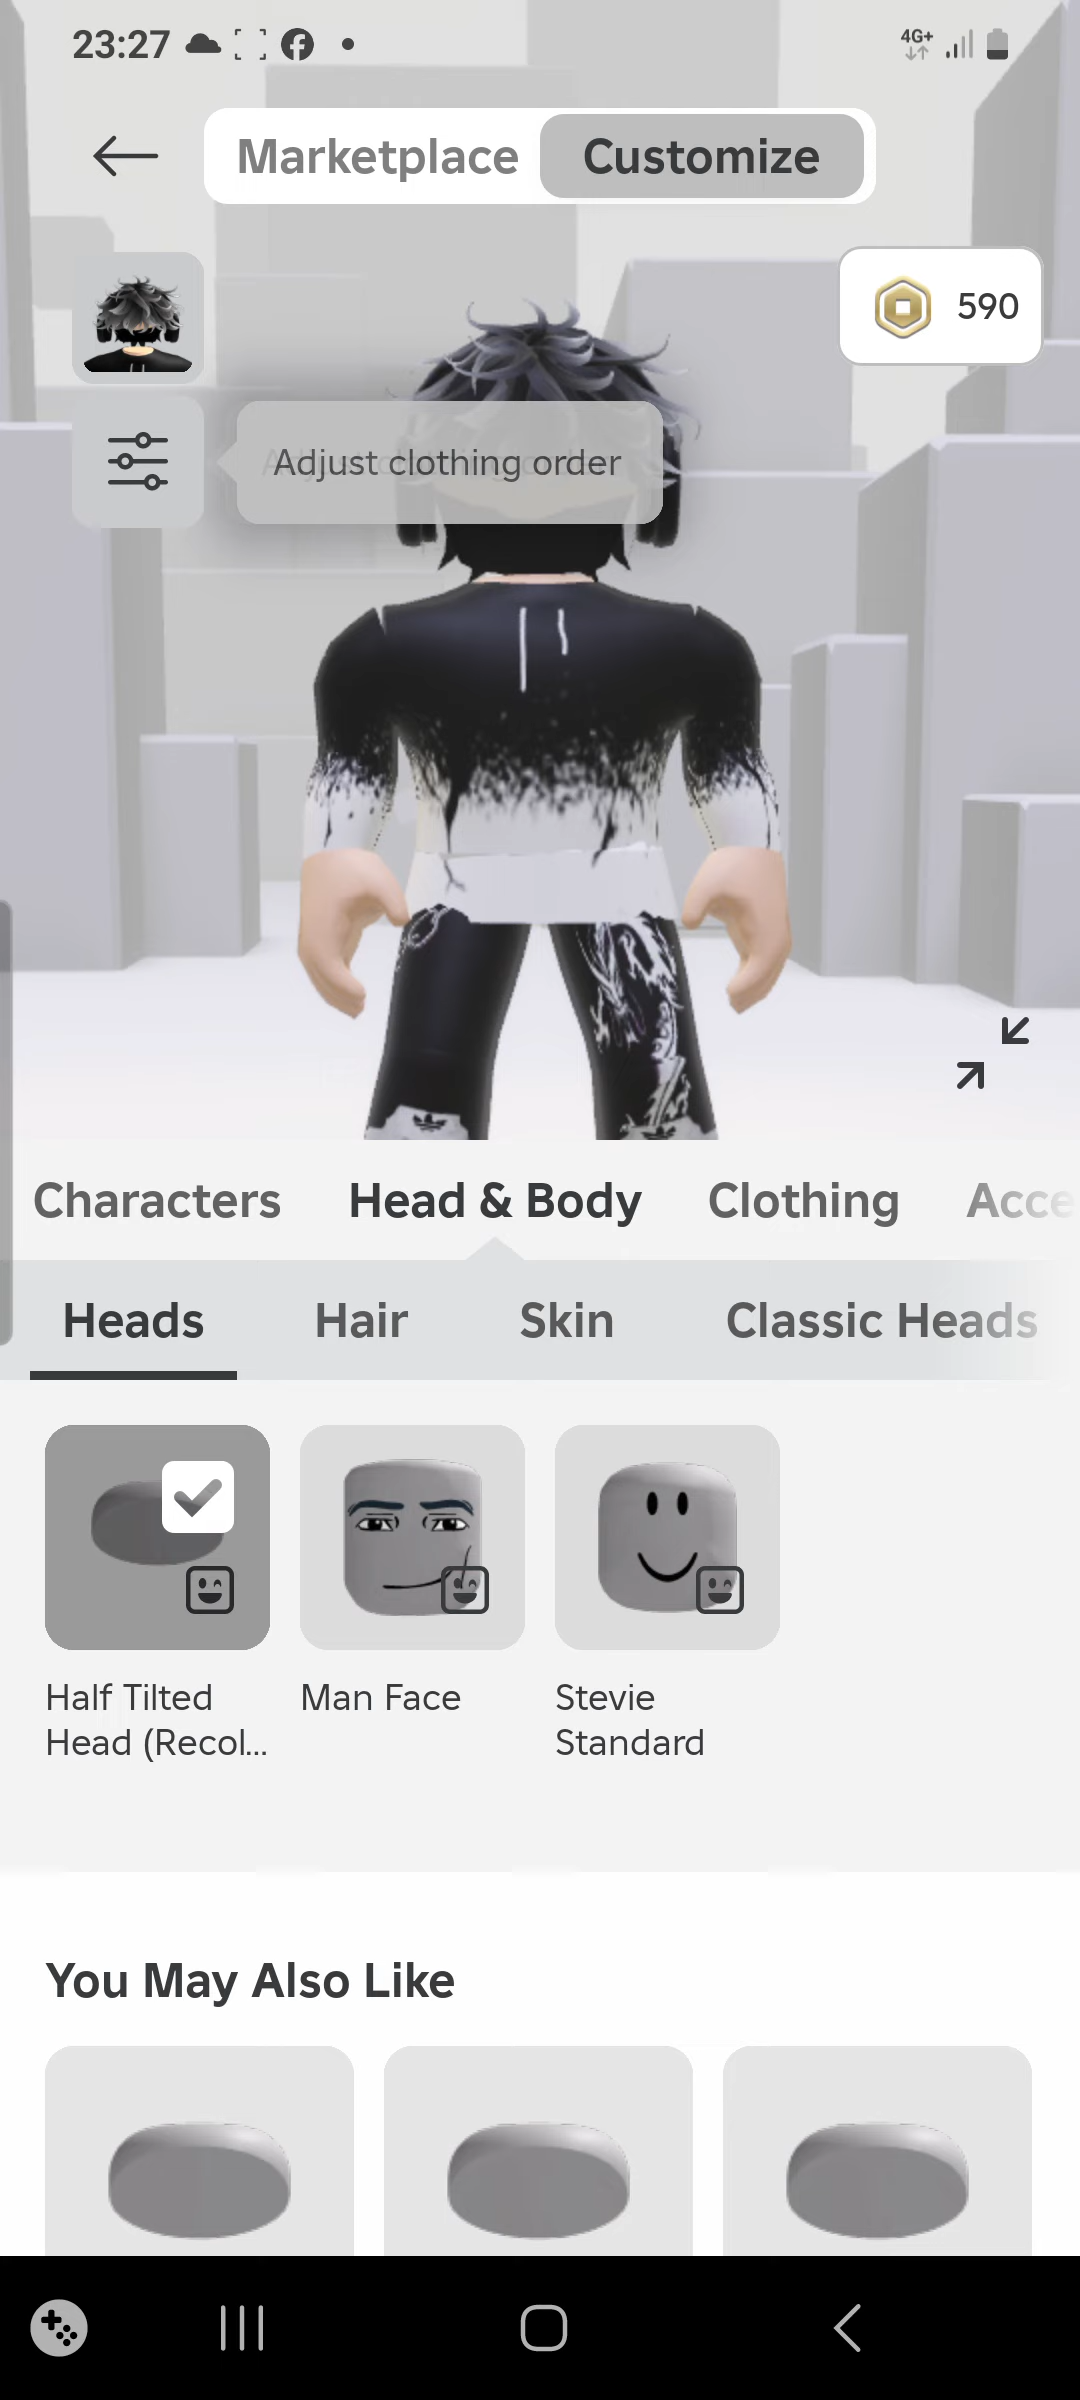 23:27
4G+
Marketplace
Customize
590
Adjust clothing order
Characters
Head & Body
Clothing
Acce
Heads
Hair
Skin
Classic Heads
Half Tilted
Head (Recol...
Man Face
Stevie
Standard
You May Also Like